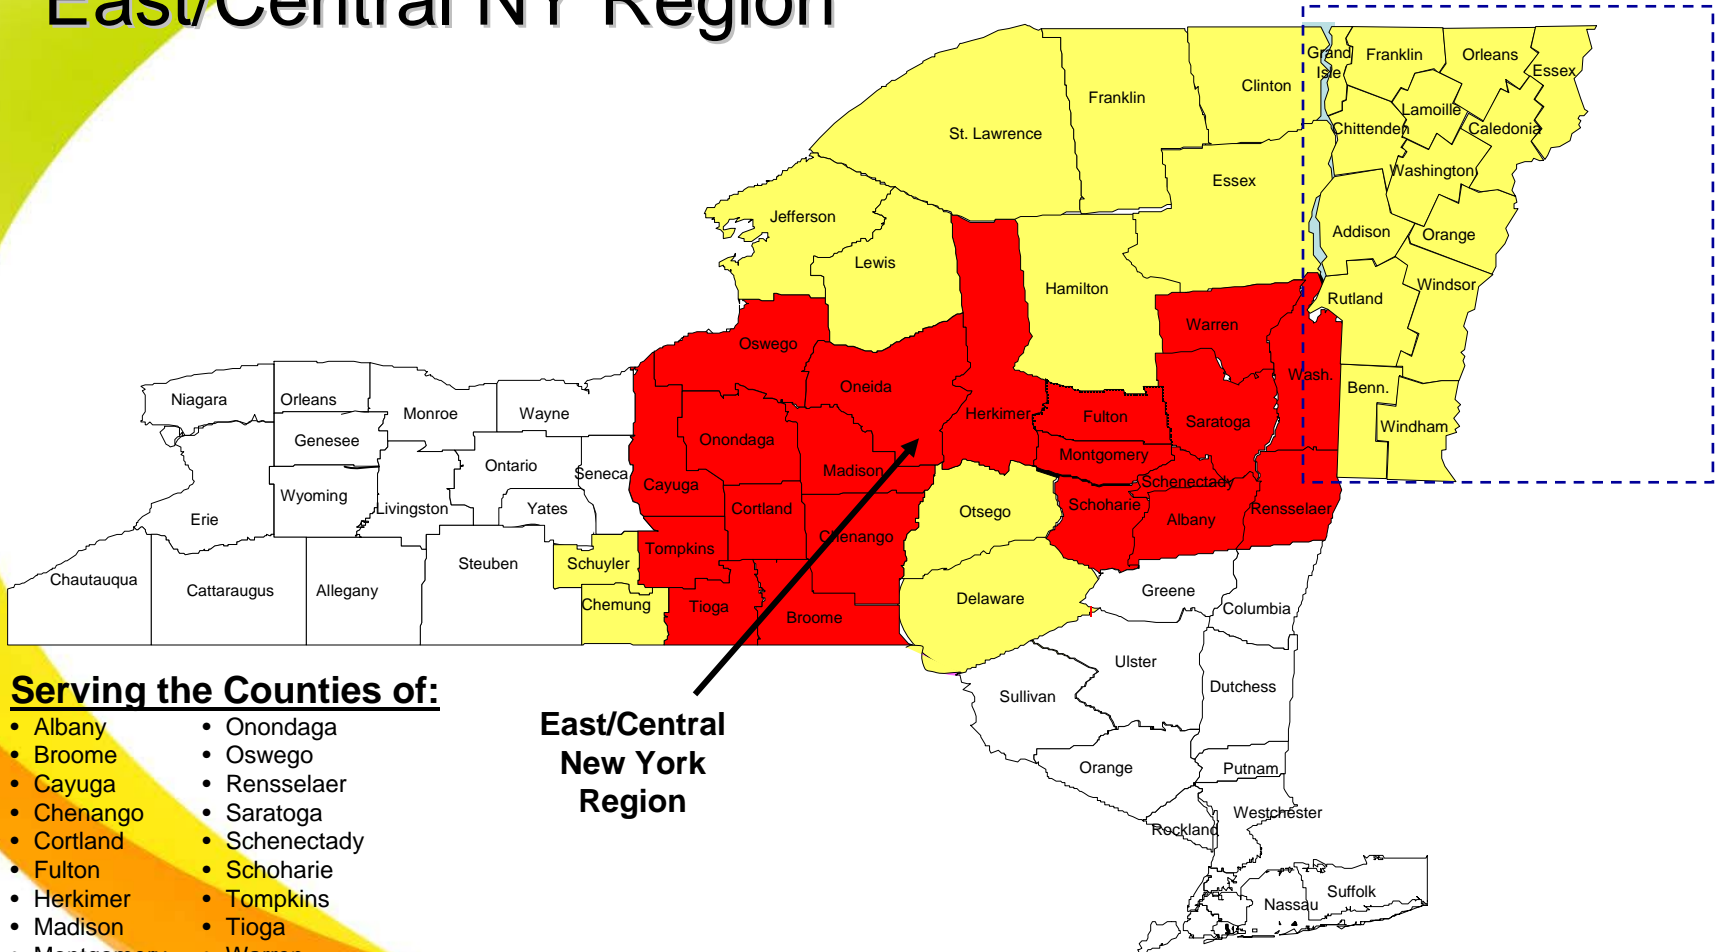 East/Central NY Region
Grand
Isle
Franklin
Orleans
Essex
Clinton
Franklin
Lamoille
St. Lawrence
Chittenden
Caledonia
Washington
Essex
Jefferson
Addison
Orange
Lewis
Hamilton
Windsor
Rutland
Warren
Oswego
Wash.
Oneida
Benn.
Niagara
Orleans
Monroe
Wayne
Herkimer
Fulton
Saratoga
Windham
Genesee
Onondaga
Montgomery
Ontario
Seneca
Madison
Cayuga
Schenectady
Wyoming
Livingston
Yates
Cortland
Schoharie
Rensselaer
Erie
Otsego
Albany
Chenango
Tompkins
Steuben
Schuyler
Chautauqua
Cattaraugus
Allegany
Greene
Delaware
Chemung
Tioga
Columbia
Broome
Ulster
Dutchess
Sullivan
Orange
Putnam
Westchester
Rockland
Suffolk
Nassau
East/Central
New York
Region
Serving the Counties of:
• Albany
• Broome
• Cayuga
• Chenango
• Cortland
• Fulton
• Herkimer
• Madison
• Montgomery
• Onondaga
• Oswego
• Rensselaer
• Saratoga
• Schenectady
• Schoharie
• Tompkins
• Tioga
• Warren